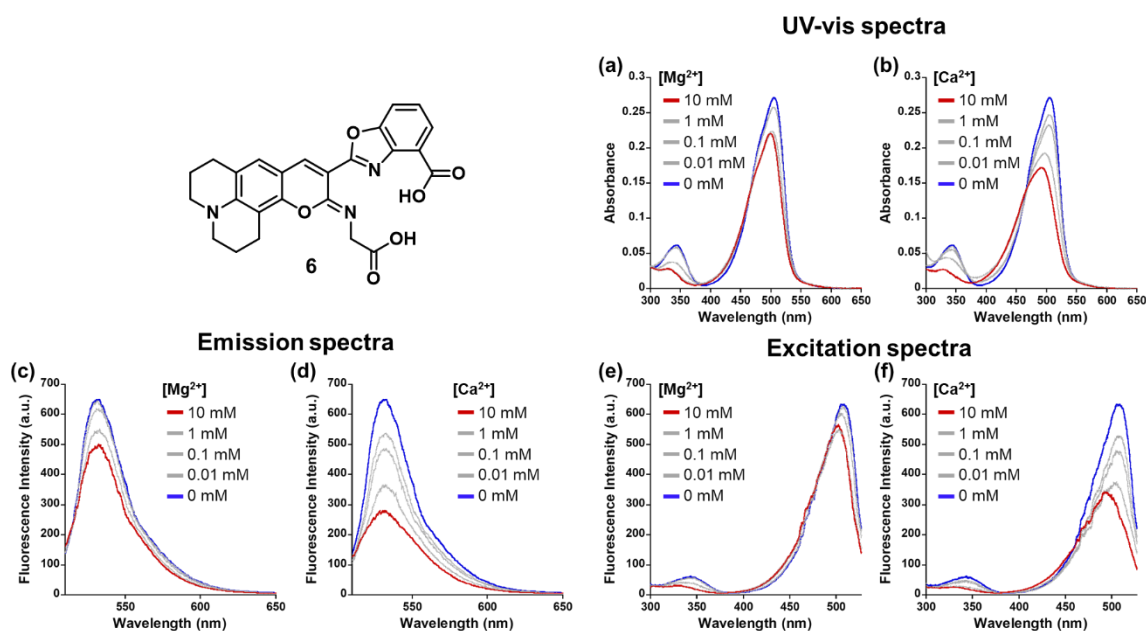 UV-vis spectra
(a)
[Mg2+]
10 mM
1 mM
0.1 mM
0.01 mM
0 mM
0.3
0.25
0.2
0.15
0.1
0.05
0
Absorbance
300 350 400 450 500 550 600 650
Wavelength (nm)
(b)
[Ca2+]
10 mM
1 mM
0.1 mM
0.01 mM
0 mM
0.3
0.25
0.2
0.15
0.1
0.05
0
Absorbance
300 350 400 450 500 550 600 650
Wavelength (nm)
O
N
O
HO
N
O
N
OH
O
6
Emission spectra
(c)
[Mg2+]
10 mM
1 mM
0.1 mM
0.01 mM
0 mM
700
600
500
400
300
200
100
0
Fluorescence Intensity (a.u.)
550 600 650
Wavelength (nm)
(d)
[Ca2+]
10 mM
1 mM
0.1 mM
0.01 mM
0 mM
700
600
500
400
300
200
100
0
Fluorescence Intensity (a.u.)
550 600 650
Wavelength (nm)
Excitation spectra
(e)
[Mg2+]
10 mM
1 mM
0.1 mM
0.01 mM
0 mM
700
600
500
400
300
200
100
0
Fluorescence Intensity (a.u.)
300 350 400 450 500
Wavelength (nm)
(f)
[Ca2+]
10 mM
1 mM
0.1 mM
0.01 mM
0 mM
700
600
500
400
300
200
100
0
Fluorescence Intensity (a.u.)
300 350 400 450 500
Wavelength (nm)